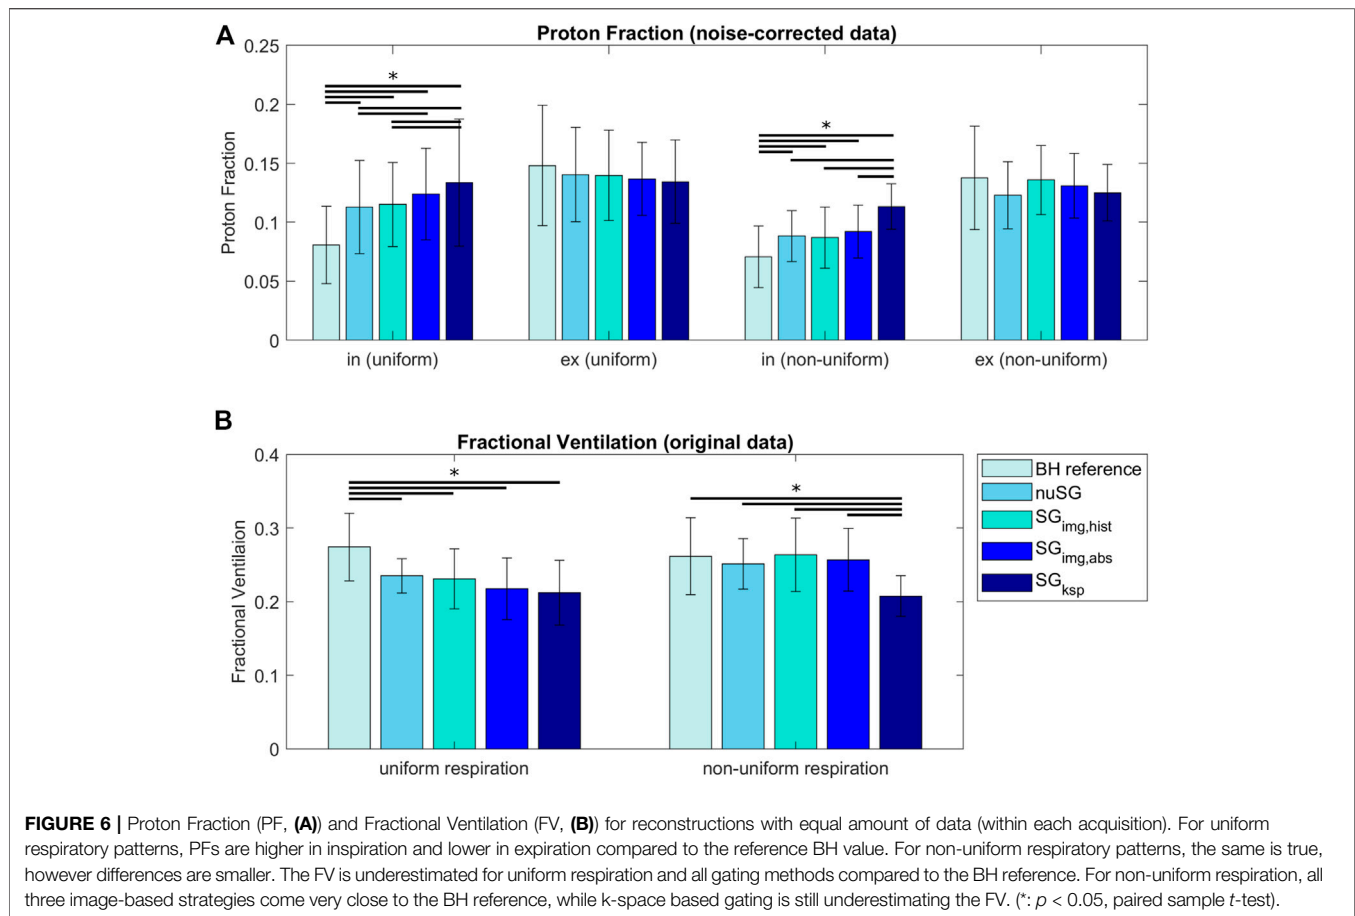 A
Proton Fraction (noise-corrected data)
0.25
0.2
0.15
0.1
0.05
0
Proton Fraction
*
*
in (uniform)
ex (uniform)
in (non-uniform)
ex (non-uniform)
B
Fractional Ventilation (original data)
0.4
0.3
0.2
0.1
0
Fractional Ventilaion
*
*
uniform respiration
non-uniform respiration
BH reference
nuSG
SGimg,hist
SGimg,abs
SGksp
FIGURE 6 | Proton Fraction (PF, (A)) and Fractional Ventilation (FV, (B)) for reconstructions with equal amount of data (within each acquisition). For uniform
respiratory patterns, PFs are higher in inspiration and lower in expiration compared to the reference BH value. For non-uniform respiratory patterns, the same is true,
however differences are smaller. The FV is underestimated for uniform respiration and all gating methods compared to the BH reference. For non-uniform respiration, all
three image-based strategies come very close to the BH reference, while k-space based gating is still underestimating the FV. (*: p < 0.05, paired sample t-test).